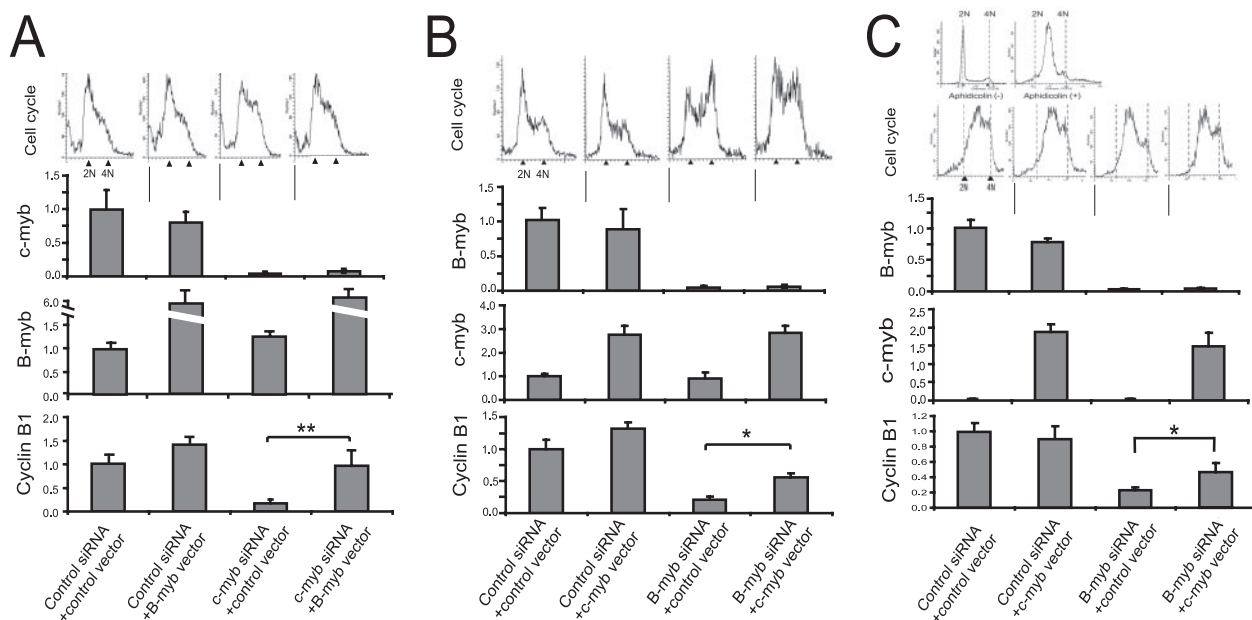 A
B
C
2N 4N
2N 4N
Aphidicolin (-)
Aphidicolin (+)
Cell cycle
2N 4N
Cell cycle
2N 4N
Cell cycle
2N 4N
c-myb
1.5
1.0
0.5
0.0
B-myb
6.0
1.5
1.0
0.5
0.0
Cyclin B1
2.0
1.5
1.0
0.5
0.0
**
Control siRNA
+control vector
Control siRNA
+B-myb vector
c-myb siRNA
+control vector
c-myb siRNA
+B-myb vector
B-myb
1.5
1.0
0.5
0.0
c-myb
4.0
3.0
2.0
1.0
0.0
Cyclin B1
1.5
1.0
0.5
0.0
*
Control siRNA
+control vector
Control siRNA
+c-myb vector
B-myb siRNA
+control vector
B-myb siRNA
+c-myb vector
B-myb
1.5
1.0
0.5
0.0
c-myb
2.5
2.0
1.5
1.0
0.5
0.0
Cyclin B1
1.2
1.0
0.8
0.6
0.4
0.2
0.0
*
Control siRNA
+control vector
Control siRNA
+c-myb vector
B-myb siRNA
+control vector
B-myb siRNA
+c-myb vector